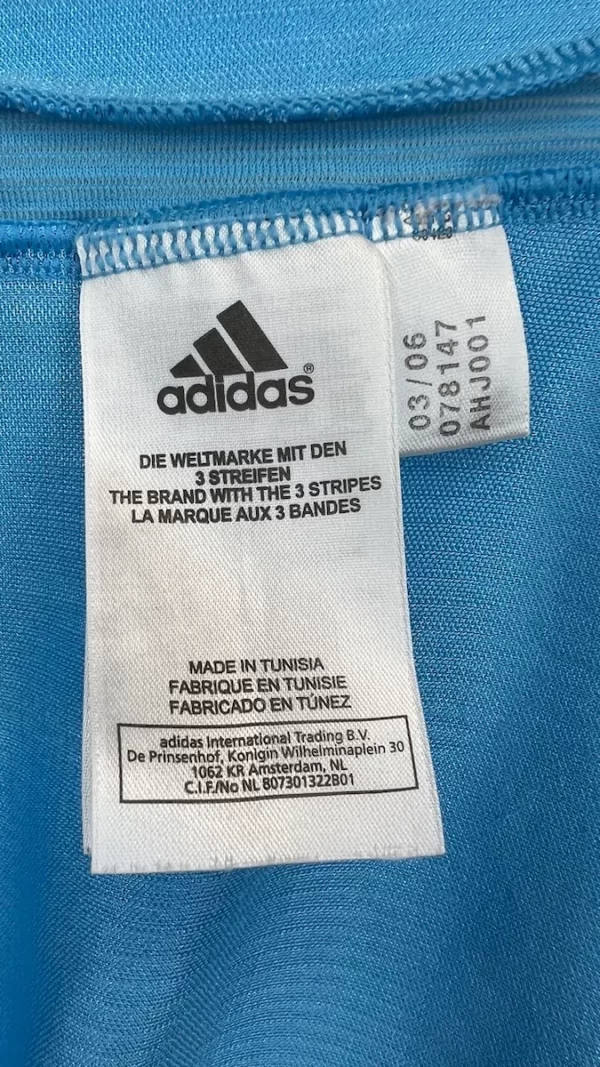 adidas®
DIE WELTMARKE MIT DEN
3 STREIFEN
THE BRAND WITH THE 3 STRIPES
LA MARQUE AUX 3 BANDES
MADE IN TUNISIA
FABRIQUE EN TUNISIE
FABRICADO EN TÚNEZ
adidas International Trading B.V.
De Prinsenhof, Konigin Wilhelminaplein 30
1062 KR Amsterdam, NL
C.I.F./No NL 807301322B01
03/06
078147
AHJ001